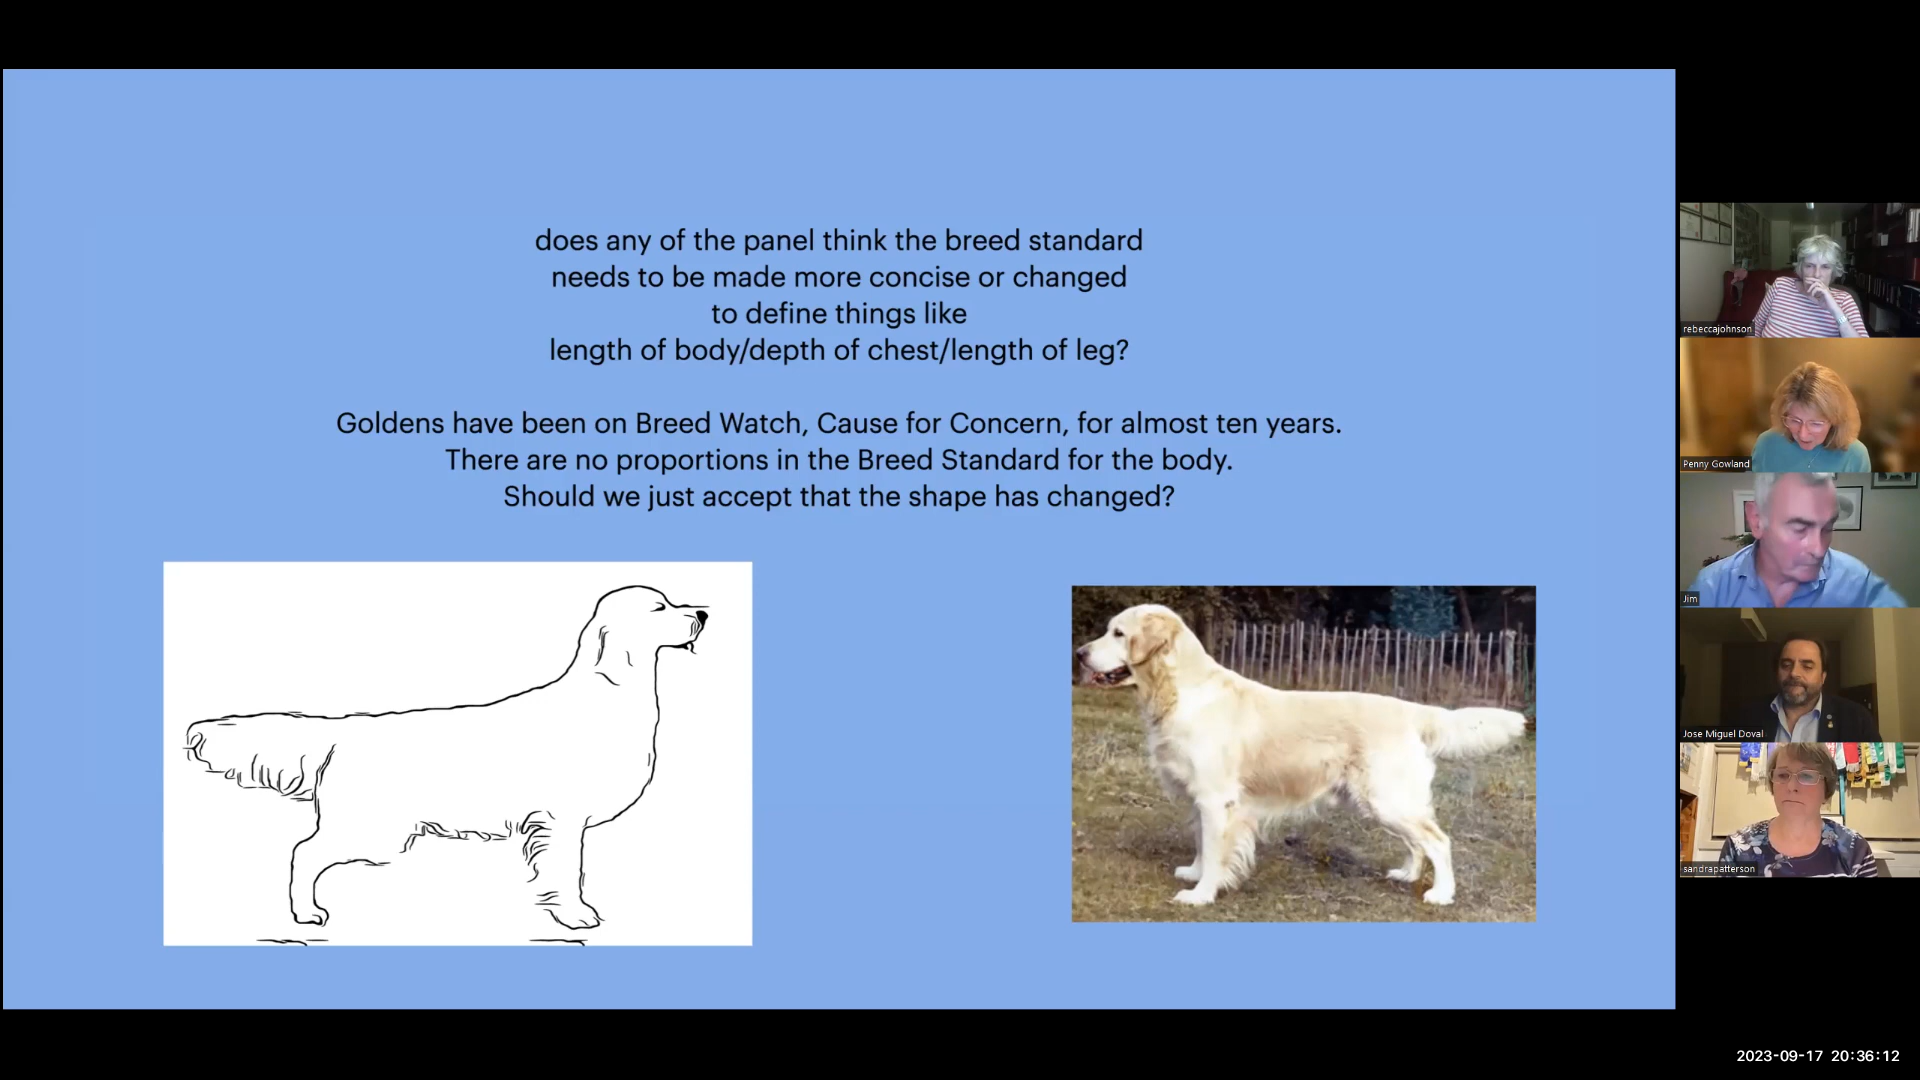 does any of the panel think the breed standard
needs to be made more concise or changed
to define things like
length of body/depth of chest/length of leg?
Goldens have been on Breed Watch, Cause for Concern, for almost ten years.
There are no proportions in the Breed Standard for the body.
Should we just accept that the shape has changed?
rebeccajohnson
Penny Gowland
Jim
Jose Miguel Doval
sandrapatterson
2023-09-17 20:36:12